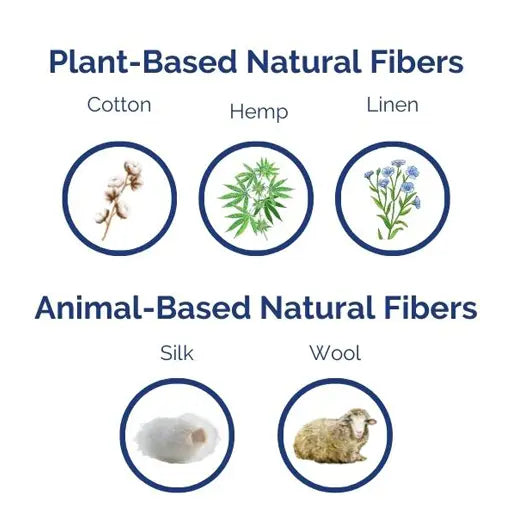 Plant-Based Natural Fibers
Cotton Hemp Linen
Animal-Based Natural Fibers
Silk Wool